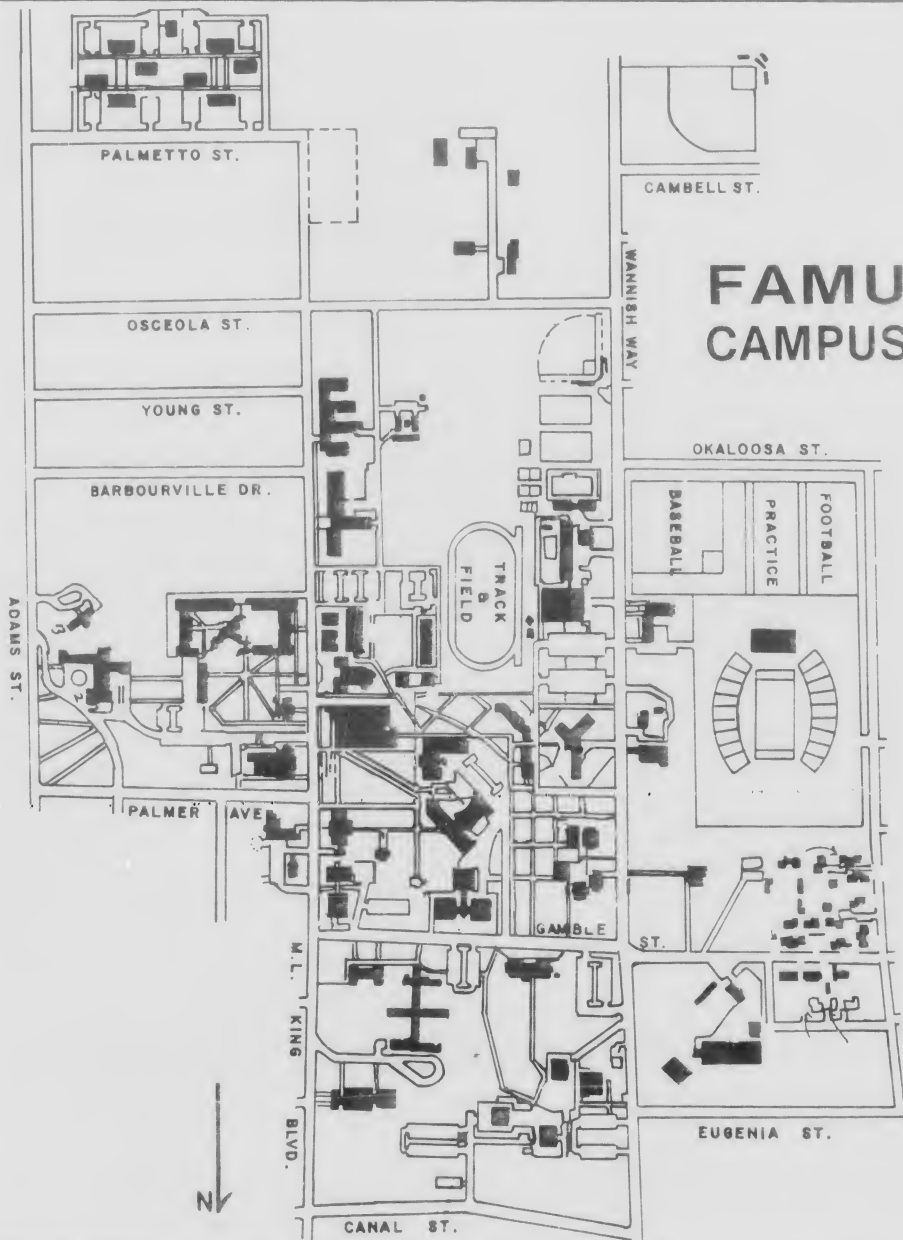 PALMETTO ST.
CAMBELL ST.
WANNISH WAY
FAMU
CAMPUS
OSCEOLA ST.
YOUNG ST.
OKALOOSA ST.
BARBOURVILLE DR.
BASEBALL
PRACTICE
FOOTBALL
TRACK
&
FIELD
ADAMS ST.
PALMER AVE
GAMBLE
ST.
M.L. KING BLVD.
EUGENIA ST.
N
CANAL ST.